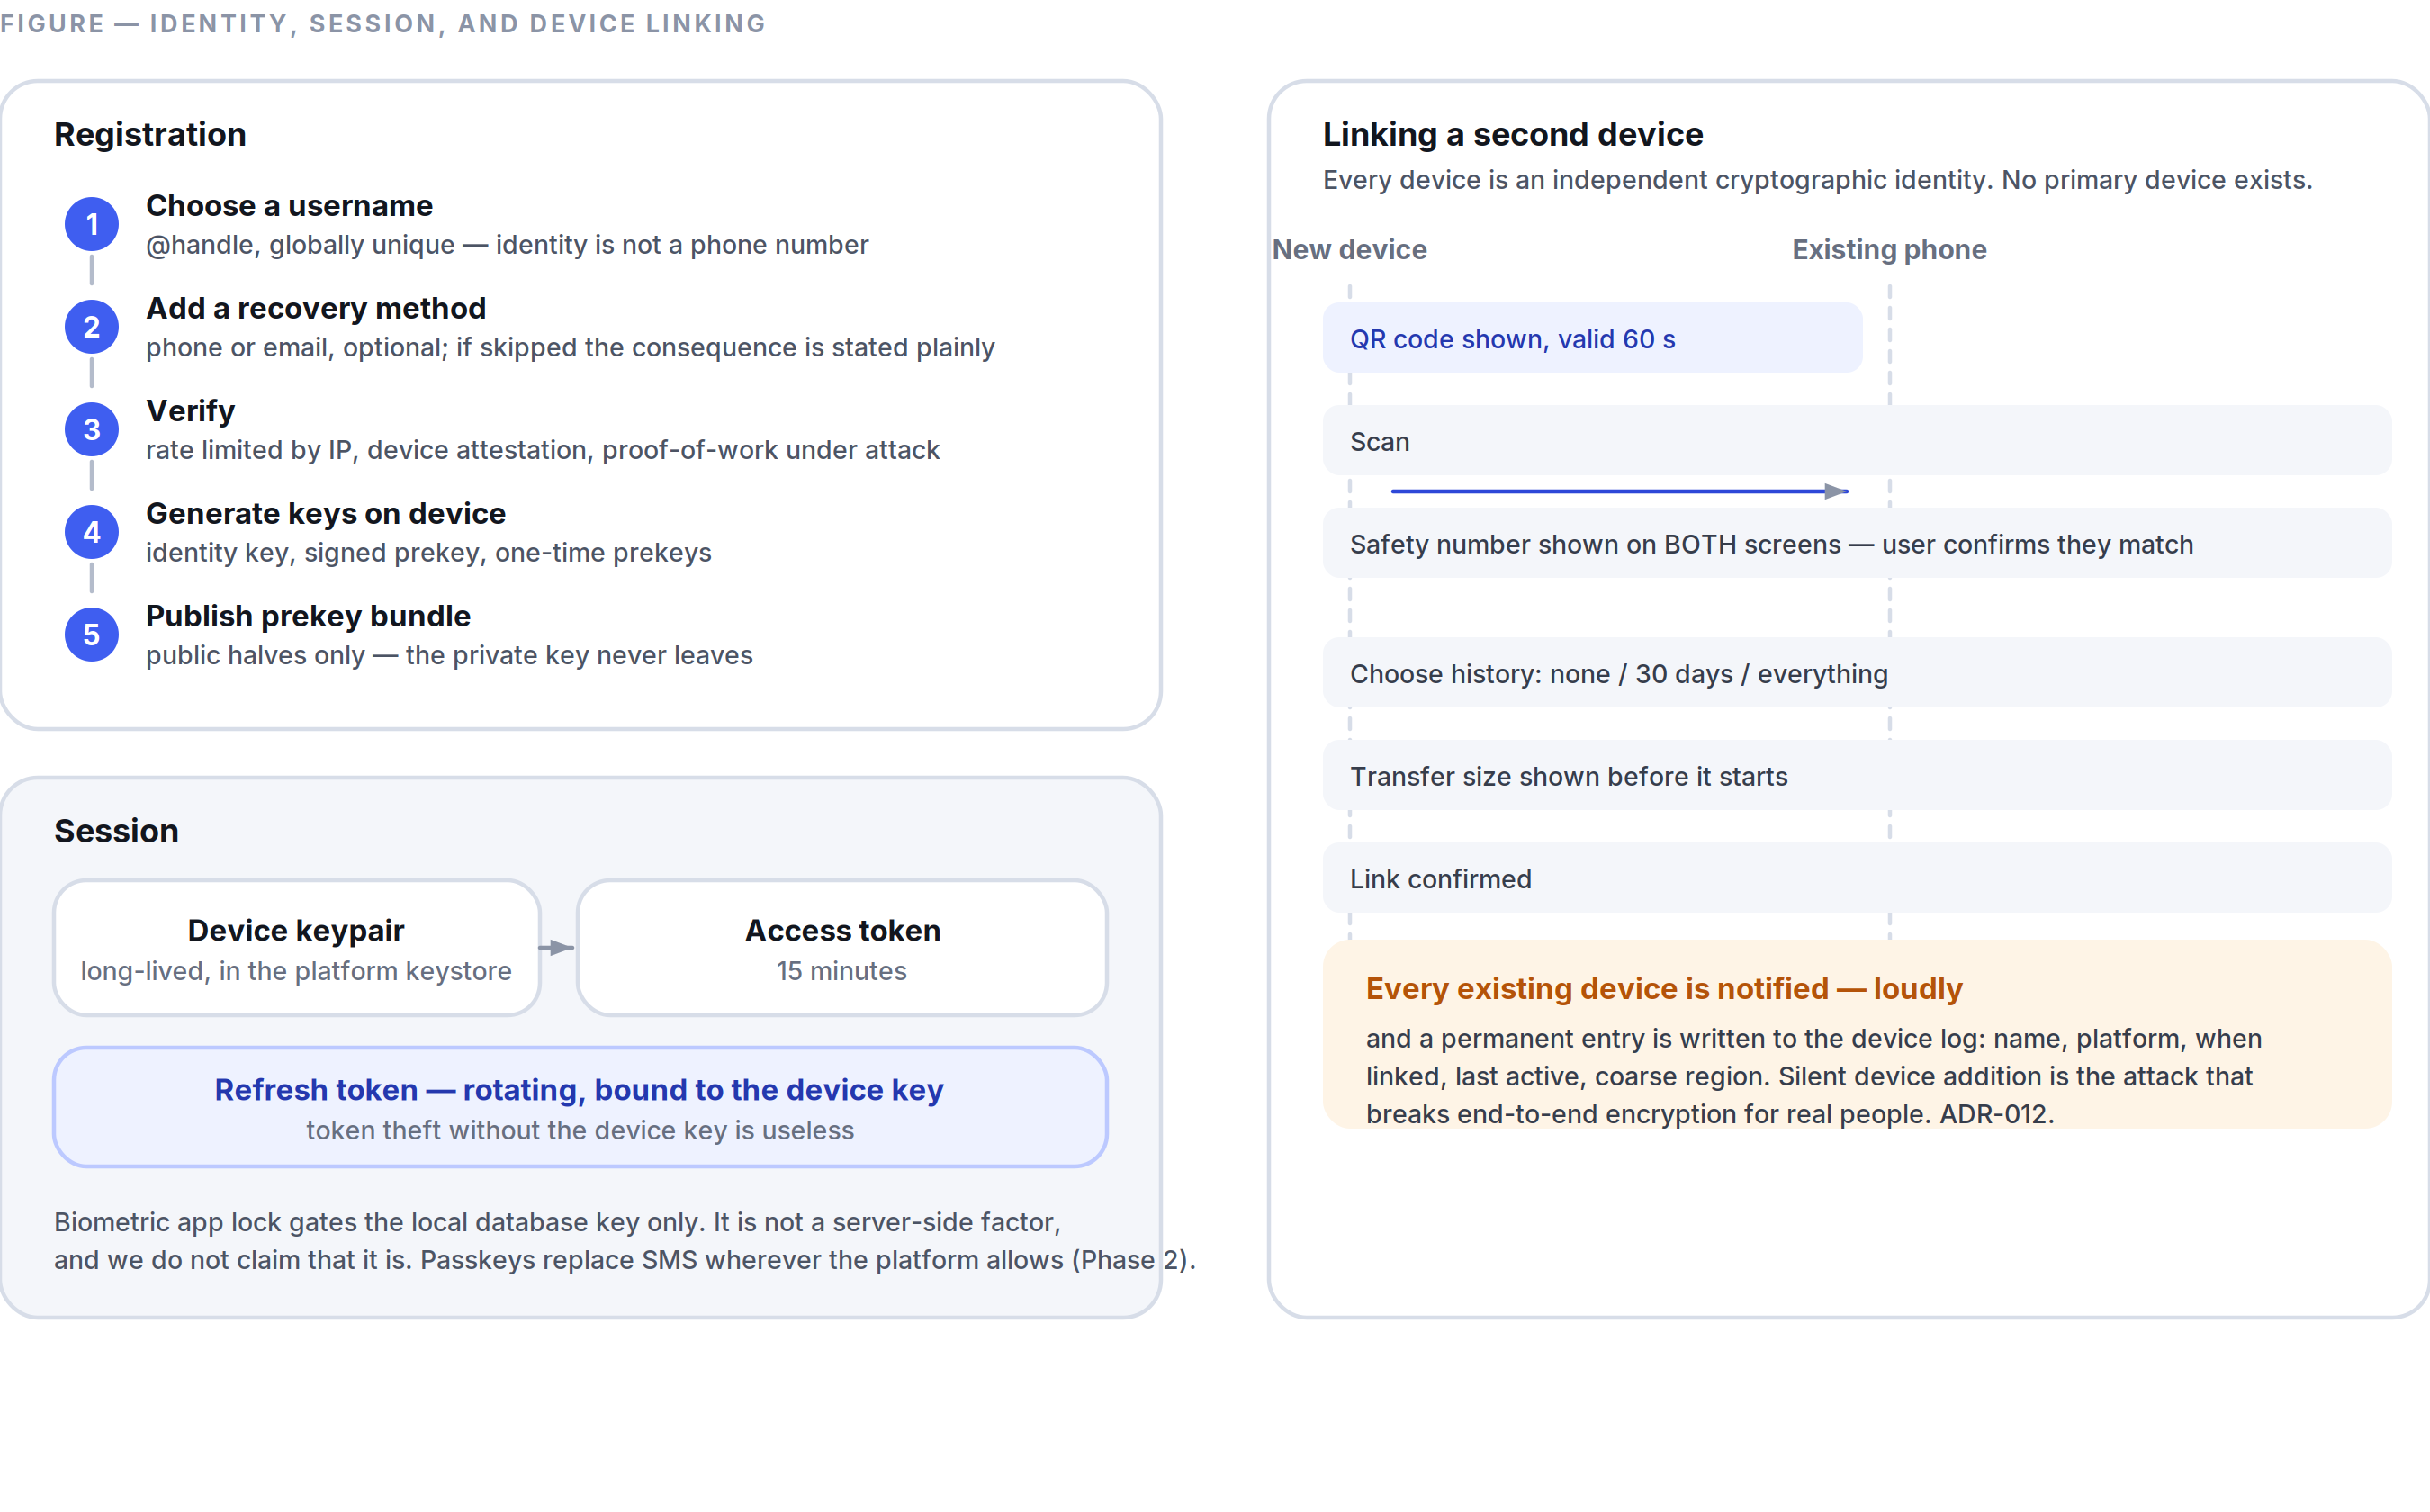 FIGURE — IDENTITY, SESSION, AND DEVICE LINKING
Registration
1
Choose a username
@handle, globally unique — identity is not a phone number
2
Add a recovery method
phone or email, optional; if skipped the consequence is stated plainly
3
Verify
rate limited by IP, device attestation, proof-of-work under attack
4
Generate keys on device
identity key, signed prekey, one-time prekeys
5
Publish prekey bundle
public halves only — the private key never leaves
Session
Device keypair
long-lived, in the platform keystore
Access token
15 minutes
Refresh token — rotating, bound to the device key
token theft without the device key is useless
Biometric app lock gates the local database key only. It is not a server-side factor,
and we do not claim that it is. Passkeys replace SMS wherever the platform allows (Phase 2).
Linking a second device
Every device is an independent cryptographic identity. No primary device exists.
New device
Existing phone
QR code shown, valid 60 s
Scan
Safety number shown on BOTH screens — user confirms they match
Choose history: none / 30 days / everything
Transfer size shown before it starts
Link confirmed
Every existing device is notified — loudly
and a permanent entry is written to the device log: name, platform, when
linked, last active, coarse region. Silent device addition is the attack that
breaks end-to-end encryption for real people. ADR-012.